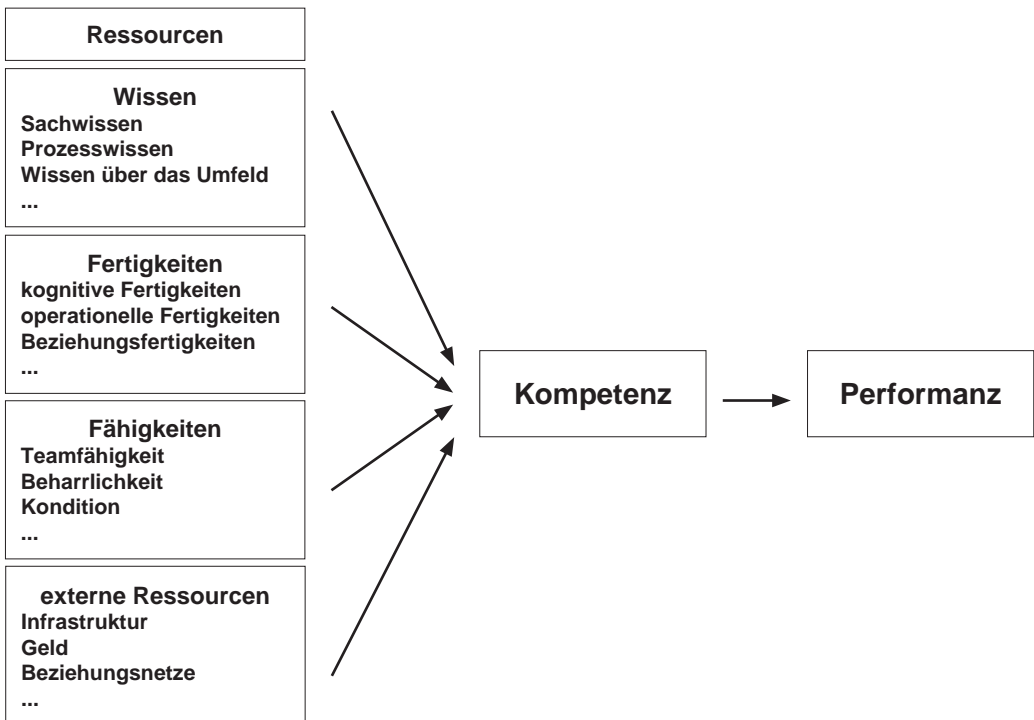 Ressourcen
Wissen
Sachwissen
Prozesswissen
Wissen über das Umfeld
...
Fertigkeiten
kognitive Fertigkeiten
operationelle Fertigkeiten
Beziehungsfertigkeiten
...
Fähigkeiten
Teamfähigkeit
Beharrlichkeit
Kondition
...
externe Ressourcen
Infrastruktur
Geld
Beziehungsnetze
...
Kompetenz
Performanz